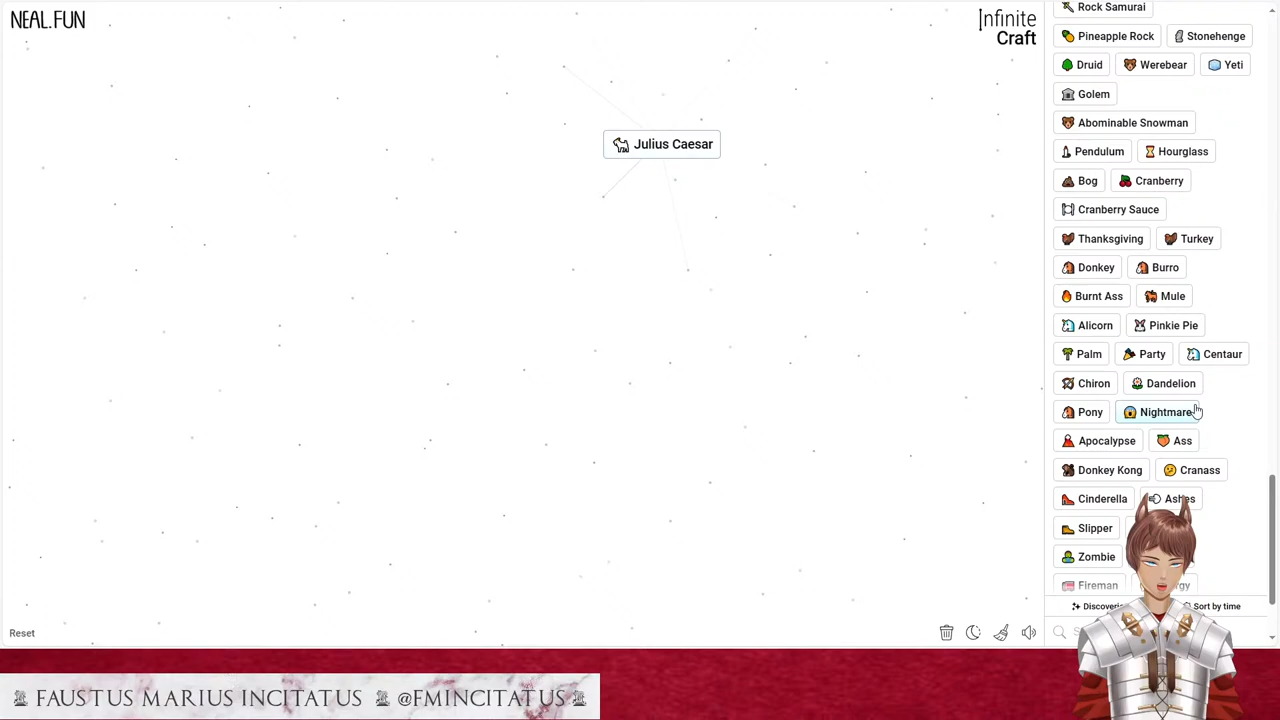 NEAL.FUN
Infinite
Craft
Julius Caesar
Rock Samurai
Pineapple Rock Stonehenge
Druid Werebear Yeti
Golem
Abominable Snowman
Pendulum Hourglass
Bog Cranberry
Cranberry Sauce
Thanksgiving Turkey
Donkey Burro
Burnt Ass Mule
Alicorn Pinkie Pie
Palm Party Centaur
Chiron Dandelion
Pony Nightmare
Apocalypse Ass
Donkey Kong Cranass
Cinderella Ashes
Slipper
Zombie
Fireman
Sort by time
Reset
FAUSTUS MARIUS INCITATUS @FMINCITATUS